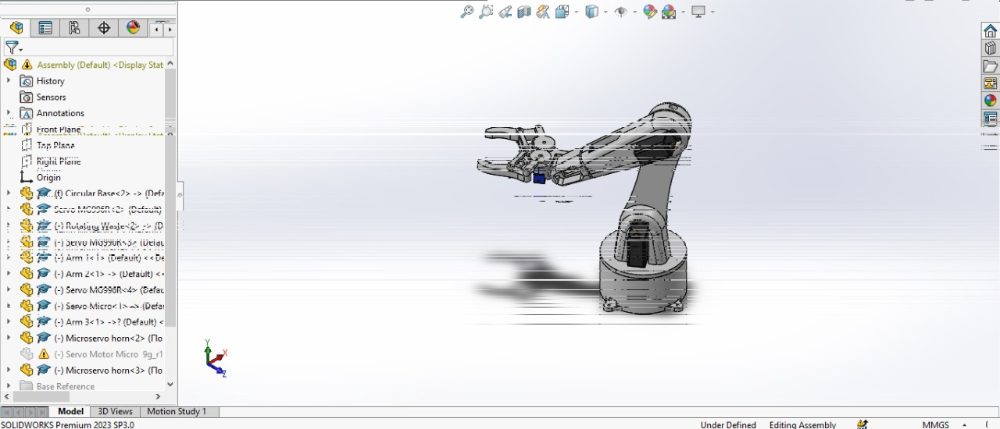 Assembly (Default) <Display Stat
History
Sensors
Annotations
Front Plane
Top Plane
Right Plane
Origin
(f) Circular Base<2> -> (Defa
Servo MG996R<2> (Default)
(-) Rotating Waste<2> -> (D
(-) Servo MG996R<3> (Defau
(-) Arm 1<1> (Default) <<De
(-) Arm 2<1> -> (Default) <<
(-) Servo MG996R<4> (Defau
(-) Servo Micro<1> -> (Defau
(-) Arm 3<1> ->? (Default) <
(-) Microservo horn<2> (По
(-) Servo Motor Micro 9g_r1
(-) Microservo horn<3> (По
Base Reference
Y
X
Z
Model 3D Views Motion Study 1
SOLIDWORKS Premium 2023 SP3.0 Under Defined Editing Assembly MMGS